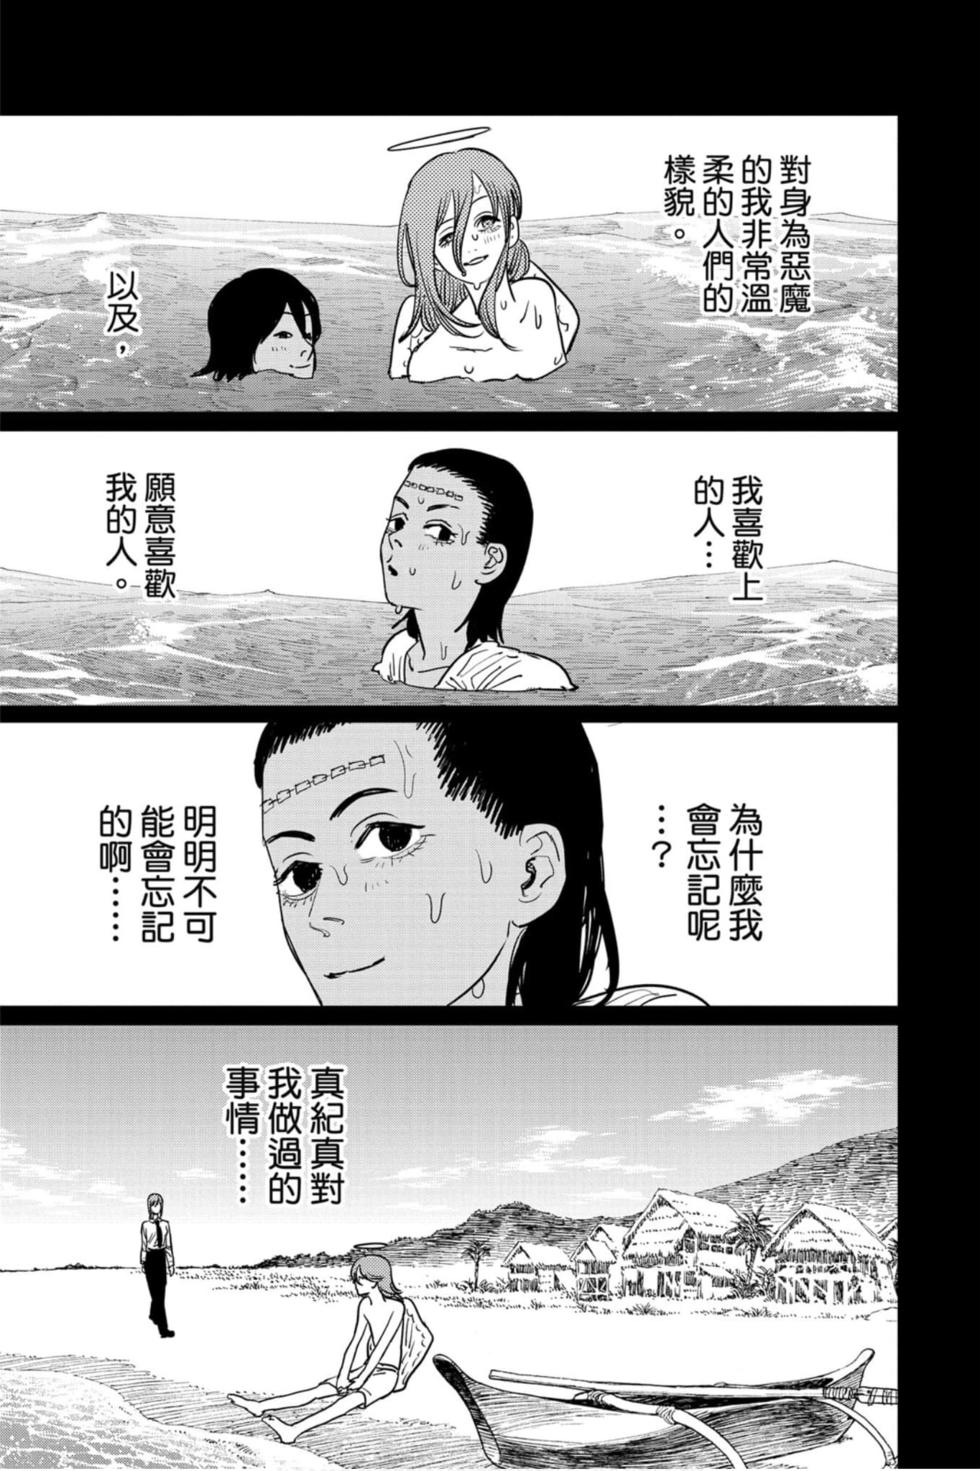 對身為惡魔
的我非常溫
柔的人們的
樣貌。
以及，
我喜歡上
的人…
願意喜歡
我的人。
為什麼我
會忘記呢
…？
明明不可
能會忘記
的啊……
真紀真對
我做過的
事情……